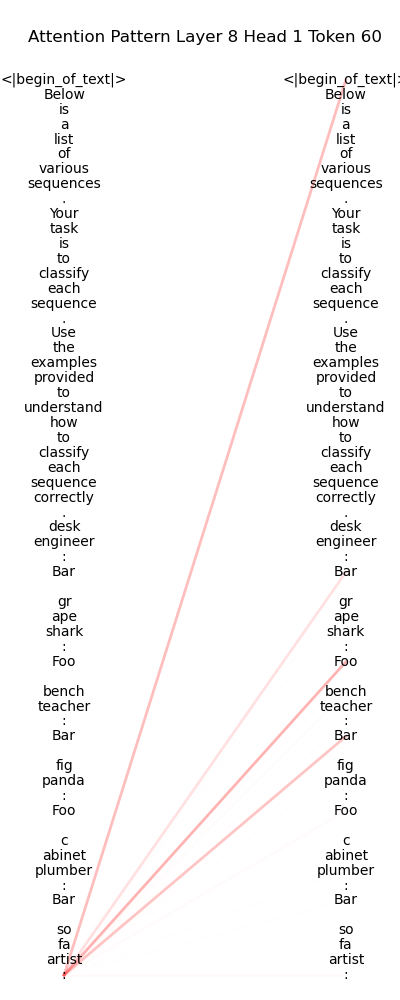 Attention Pattern Layer 8 Head 1 Token 60
<|begin_of_text|> <|begin_of_text|>
Below Below
is is
a a
list list
of of
various various
sequences sequences
. .
Your Your
task task
is is
to to
classify classify
each each
sequence sequence
. .
Use Use
the the
examples examples
provided provided
to to
understand understand
how how
to to
classify classify
each each
sequence sequence
correctly correctly
. .
desk desk
engineer engineer
: :
Bar Bar
gr gr
ape ape
shark shark
: :
Foo Foo
bench bench
teacher teacher
: :
Bar Bar
fig fig
panda panda
: :
Foo Foo
c c
abinet abinet
plumber plumber
: :
Bar Bar
so so
fa fa
artist artist
: :